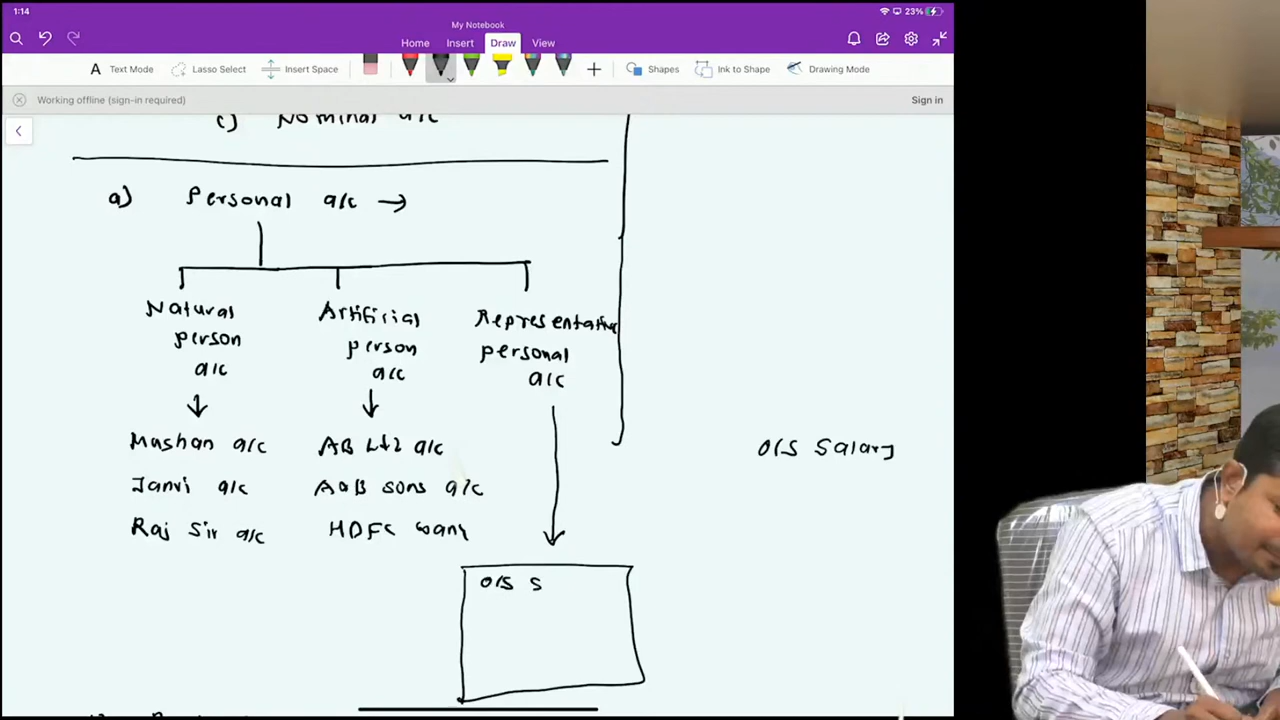 1:14
23%
My Notebook
Home Insert Draw View
Text Mode Lasso Select Insert Space Shapes Ink to Shape Drawing Mode
Working offline (sign-in required) Sign in
c) Nominal a/c
a) Personal a/c →
Natural person a/c
Artificial person a/c
Representative personal a/c
Mushan a/c
Janvi a/c
Raj Sir a/c
AB Ltd a/c
A&B sons a/c
HDFC Bank
O/S S
O/S Salary